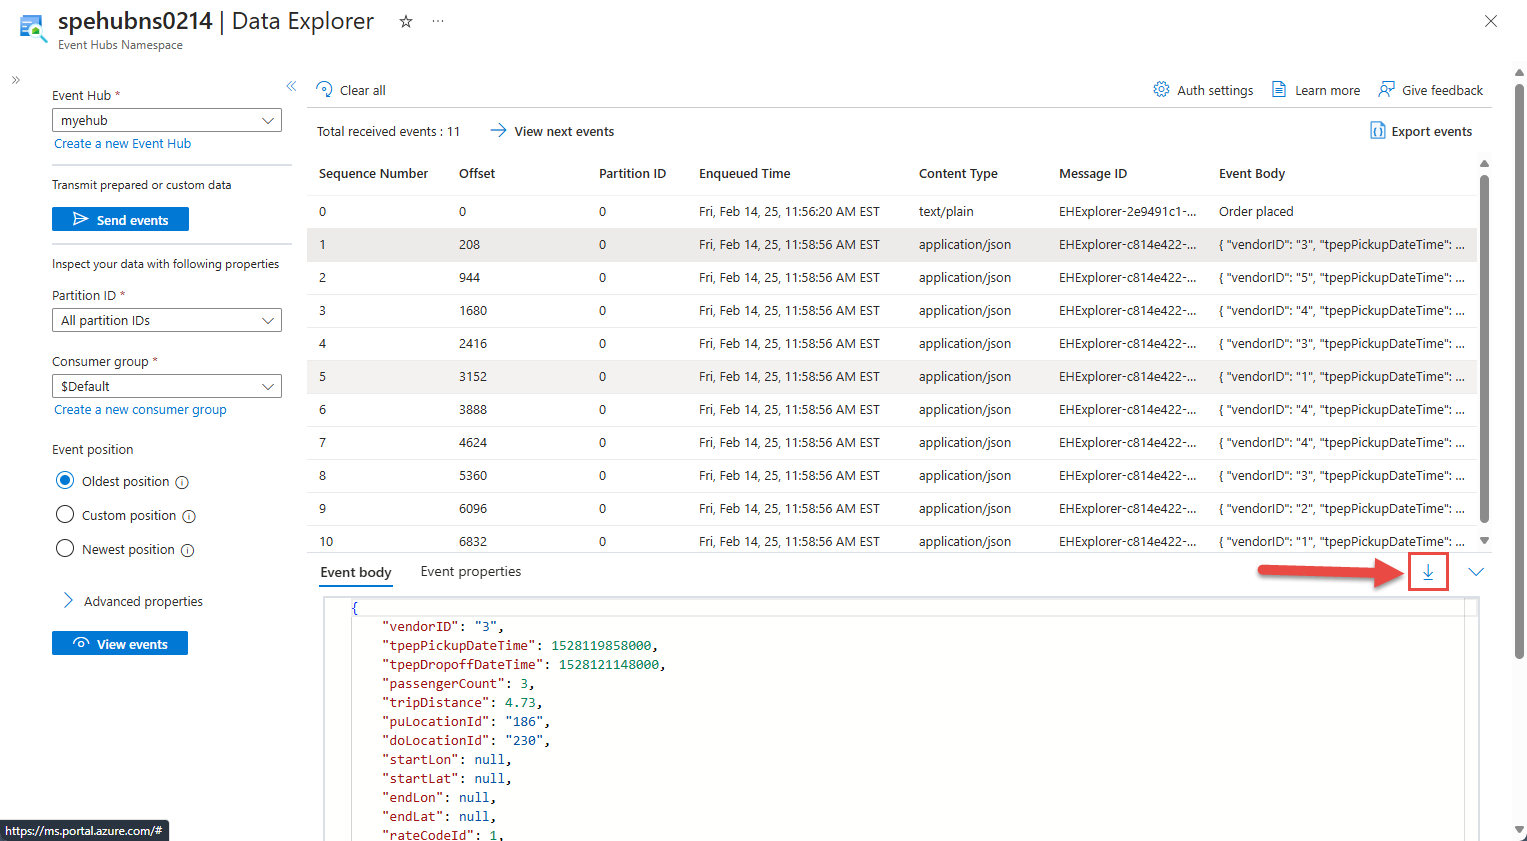 spehubns0214 | Data Explorer ☆ ···
Event Hubs Namespace
Event Hub *
myehub
Create a new Event Hub
Transmit prepared or custom data
Send events
Inspect your data with following properties
Partition ID *
All partition IDs
Consumer group *
$Default
Create a new consumer group
Event position
Oldest position
Custom position
Newest position
Advanced properties
View events
Clear all
Auth settings Learn more Give feedback
Total received events : 11 View next events Export events
Sequence Number Offset Partition ID Enqueued Time Content Type Message ID Event Body
0 0 0 Fri, Feb 14, 25, 11:56:20 AM EST text/plain EHExplorer-2e9491c1-... Order placed
1 208 0 Fri, Feb 14, 25, 11:58:56 AM EST application/json EHExplorer-c814e422-... { "vendorID": "3", "tpepPickupDateTime": ...
2 944 0 Fri, Feb 14, 25, 11:58:56 AM EST application/json EHExplorer-c814e422-... { "vendorID": "5", "tpepPickupDateTime": ...
3 1680 0 Fri, Feb 14, 25, 11:58:56 AM EST application/json EHExplorer-c814e422-... { "vendorID": "4", "tpepPickupDateTime": ...
4 2416 0 Fri, Feb 14, 25, 11:58:56 AM EST application/json EHExplorer-c814e422-... { "vendorID": "3", "tpepPickupDateTime": ...
5 3152 0 Fri, Feb 14, 25, 11:58:56 AM EST application/json EHExplorer-c814e422-... { "vendorID": "1", "tpepPickupDateTime": ...
6 3888 0 Fri, Feb 14, 25, 11:58:56 AM EST application/json EHExplorer-c814e422-... { "vendorID": "4", "tpepPickupDateTime": ...
7 4624 0 Fri, Feb 14, 25, 11:58:56 AM EST application/json EHExplorer-c814e422-... { "vendorID": "4", "tpepPickupDateTime": ...
8 5360 0 Fri, Feb 14, 25, 11:58:56 AM EST application/json EHExplorer-c814e422-... { "vendorID": "3", "tpepPickupDateTime": ...
9 6096 0 Fri, Feb 14, 25, 11:58:56 AM EST application/json EHExplorer-c814e422-... { "vendorID": "2", "tpepPickupDateTime": ...
10 6832 0 Fri, Feb 14, 25, 11:58:56 AM EST application/json EHExplorer-c814e422-... { "vendorID": "1", "tpepPickupDateTime": ...
Event body Event properties
{
"vendorID": "3",
"tpepPickupDateTime": 1528119858000,
"tpepDropoffDateTime": 1528121148000,
"passengerCount": 3,
"tripDistance": 4.73,
"puLocationId": "186",
"doLocationId": "230",
"startLon": null,
"startLat": null,
"endLon": null,
"endLat": null,
"rateCodeId": 1,
https://ms.portal.azure.com/#